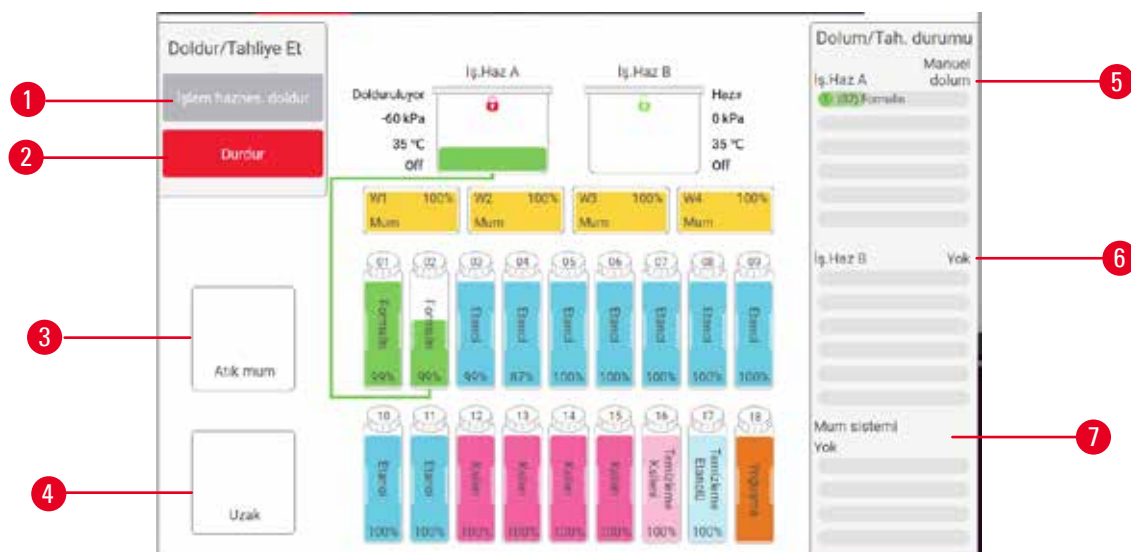 Doldur/Tahliye Et
İşlem haznes. doldur
Durdur
Atık mum
Uzak
İş.Haz A
Dolduruluyor
-60 kPa
35 °C
Off
İş.Haz B
Hazır
0 kPa
35 °C
Off
W1 100%
Mum
W2 100%
Mum
W3 100%
Mum
W4 100%
Mum
01 02 03 04 05 06 07 08 09
Formalin
Formalin
Etanol
Etanol
Etanol
Etanol
Etanol
Etanol
Etanol
99% 99% 99% 87% 100% 100% 100% 100% 100%
10 11 12 13 14 15 16 17 18
Etanol
Etanol
Ksilen
Ksilen
Ksilen
Ksilen
Temizleme Ksileni
Temizleme Etanolü
100% 100% 100% 100% 100% 100% 100% 100%
Dolum/Tah. durumu
İş.Haz A
Manuel
dolum
1 (02) Formalin
İş.Haz B Yok
Mum sistemi
Yok
1
2
3
4
5
6
7